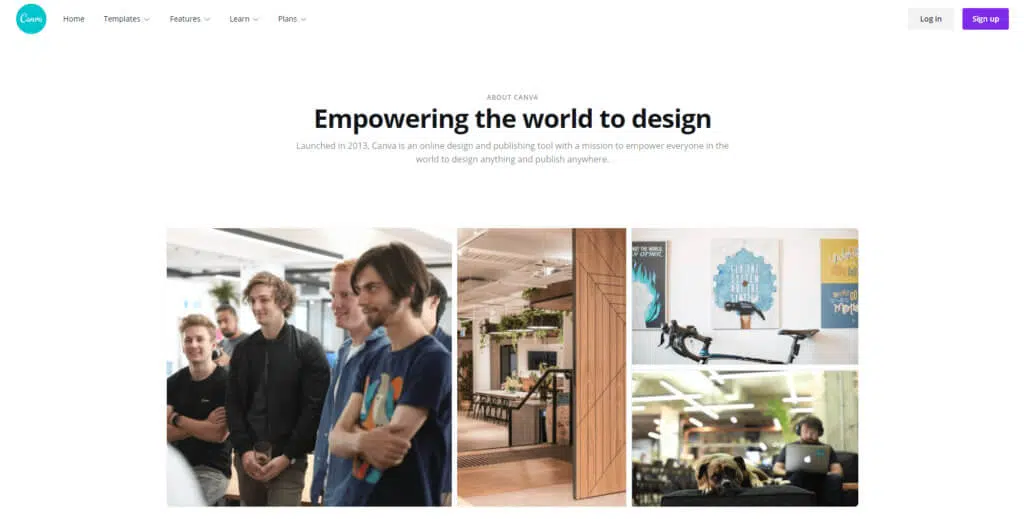 Canva
Home
Templates
Features
Learn
Plans
Log in
Sign up
ABOUT CANVA
Empowering the world to design
Launched in 2013, Canva is an online design and publishing tool with a mission to empower everyone in the
world to design anything and publish anywhere.